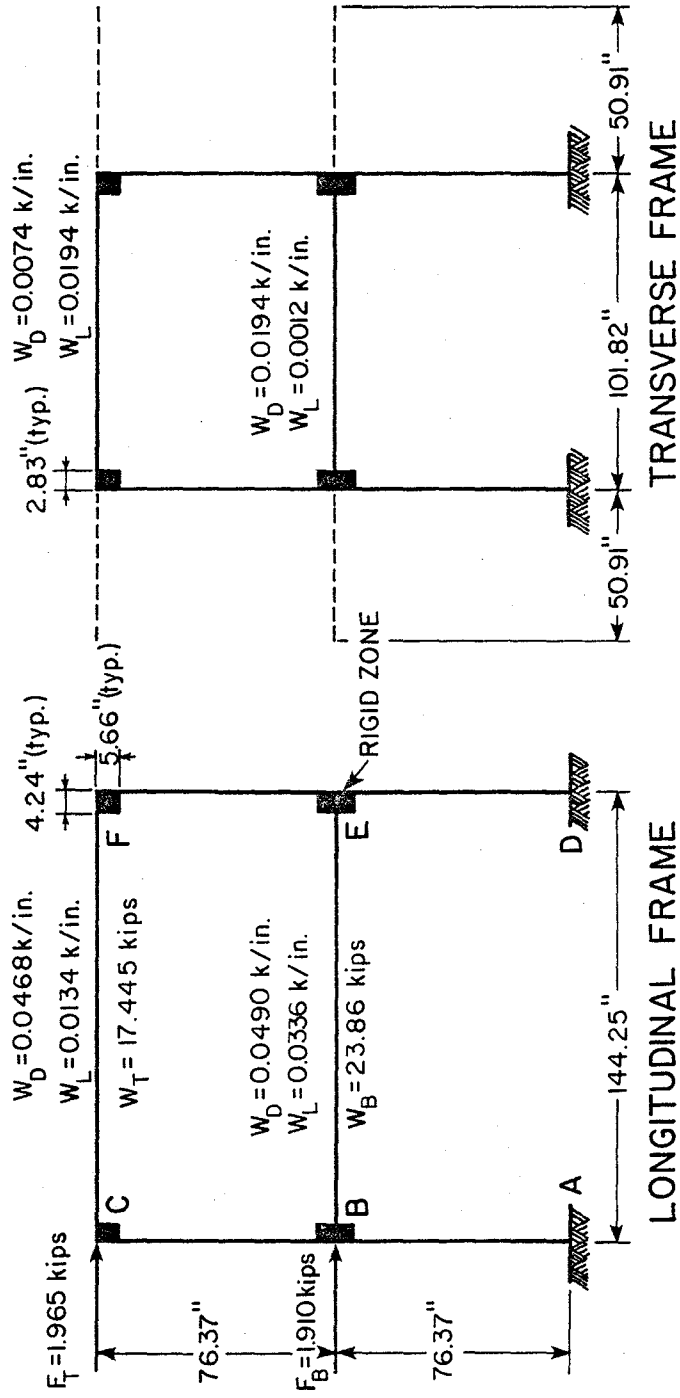 F_T=1.965 kips
W_D=0.0468 k/in.
W_L=0.0134 k/in.
4.24"(typ.)
5.66"(typ.)
C
W_T=17.445 kips
F
76.37"
F_B=1.910 kips
W_D=0.0490 k/in.
W_L=0.0336 k/in.
B
W_B=23.86 kips
E
RIGID ZONE
76.37"
A
D
144.25"
LONGITUDINAL FRAME
2.83"(typ.)
W_D=0.0074 k/in.
W_L=0.0194 k/in.
W_D=0.0194 k/in.
W_L=0.0012 k/in.
50.91"
101.82"
50.91"
TRANSVERSE FRAME